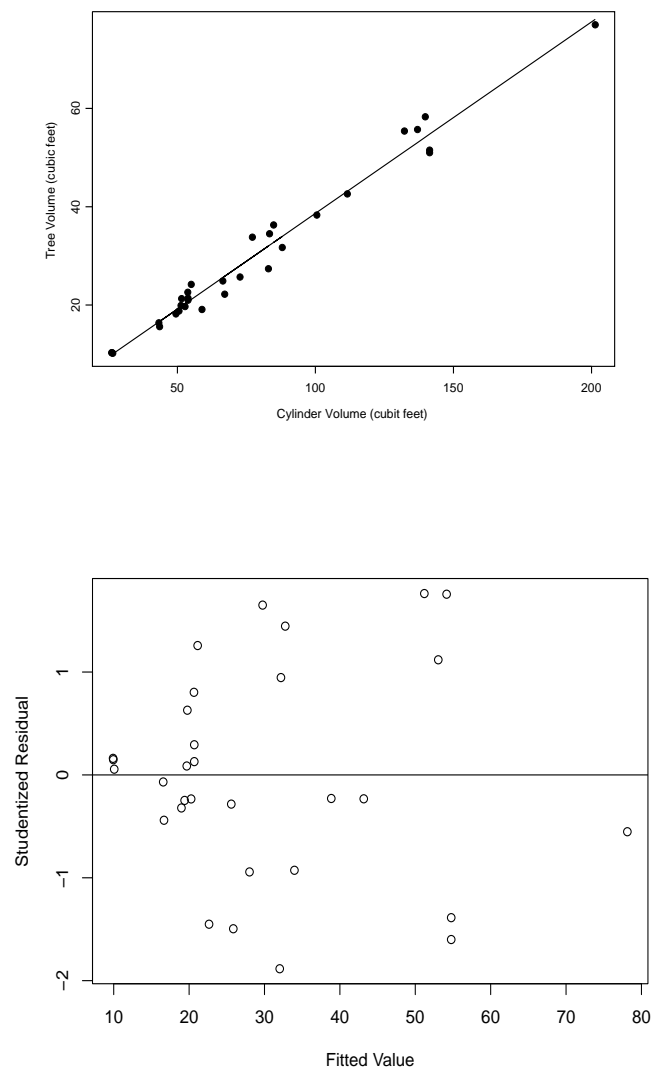 Tree Volume (cubic feet)
60
40
20
50 100 150 200
Cylinder Volume (cubit feet)
Studentized Residual
1
0
−1
−2
10 20 30 40 50 60 70 80
Fitted Value